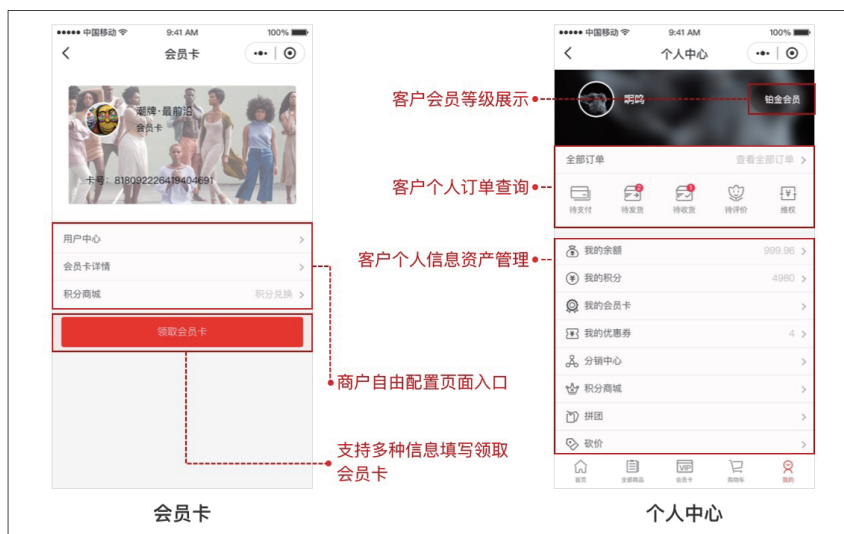 中国移动
9:41 AM
100%
会员卡
潮牌·最前沿
会员卡
卡号：818092226419404691
用户中心
会员卡详情
积分商城
积分兑换
领取会员卡
会员卡
客户会员等级展示
客户个人订单查询
客户个人信息资产管理
商户自由配置页面入口
支持多种信息填写领取
会员卡
中国移动
9:41 AM
100%
个人中心
铂金会员
全部订单
查看全部订单
待支付
待发货
2
待收货
1
待评价
维权
我的余额
999.96
我的积分
4980
我的会员卡
我的优惠券
4
分销中心
积分商城
拼团
砍价
首页
全部商品
VIP
会员卡
购物车
我的
个人中心